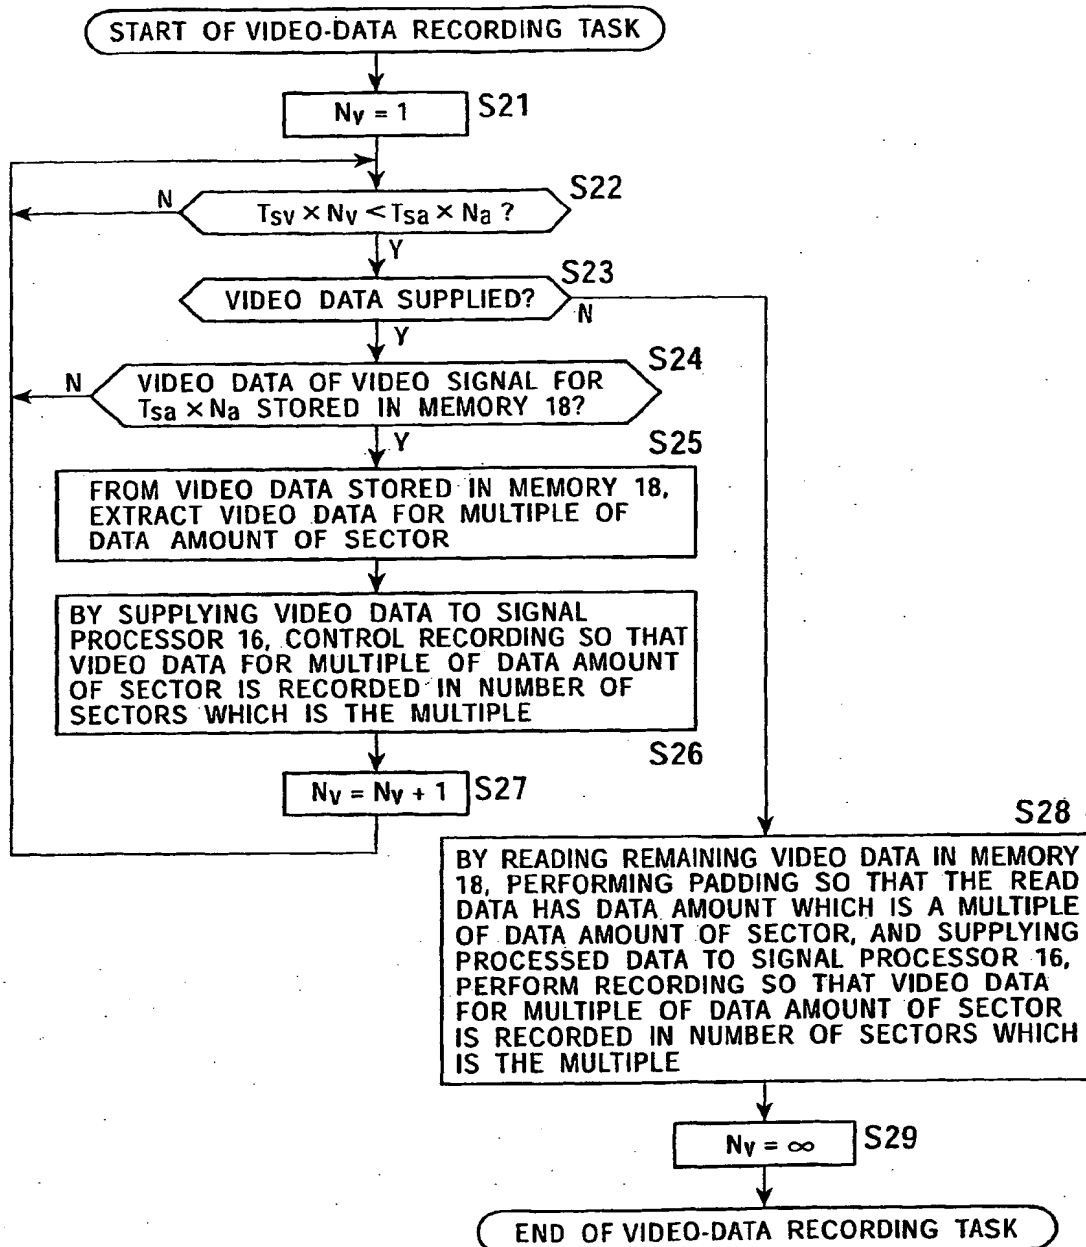 START OF VIDEO-DATA RECORDING TASK
Nv = 1
S21
S22
N
Tsv × Nv < Tsa × Na ?
Y
S23
VIDEO DATA SUPPLIED?
N
Y
S24
N
VIDEO DATA OF VIDEO SIGNAL FOR
Tsa × Na STORED IN MEMORY 18?
Y
S25
FROM VIDEO DATA STORED IN MEMORY 18,
EXTRACT VIDEO DATA FOR MULTIPLE OF
DATA AMOUNT OF SECTOR
BY SUPPLYING VIDEO DATA TO SIGNAL
PROCESSOR 16, CONTROL RECORDING SO THAT
VIDEO DATA FOR MULTIPLE OF DATA AMOUNT
OF SECTOR IS RECORDED IN NUMBER OF
SECTORS WHICH IS THE MULTIPLE
S26
Nv = Nv + 1
S27
S28
BY READING REMAINING VIDEO DATA IN MEMORY
18, PERFORMING PADDING SO THAT THE READ
DATA HAS DATA AMOUNT WHICH IS A MULTIPLE
OF DATA AMOUNT OF SECTOR, AND SUPPLYING
PROCESSED DATA TO SIGNAL PROCESSOR 16,
PERFORM RECORDING SO THAT VIDEO DATA
FOR MULTIPLE OF DATA AMOUNT OF SECTOR
IS RECORDED IN NUMBER OF SECTORS WHICH
IS THE MULTIPLE
Nv = ∞
S29
END OF VIDEO-DATA RECORDING TASK